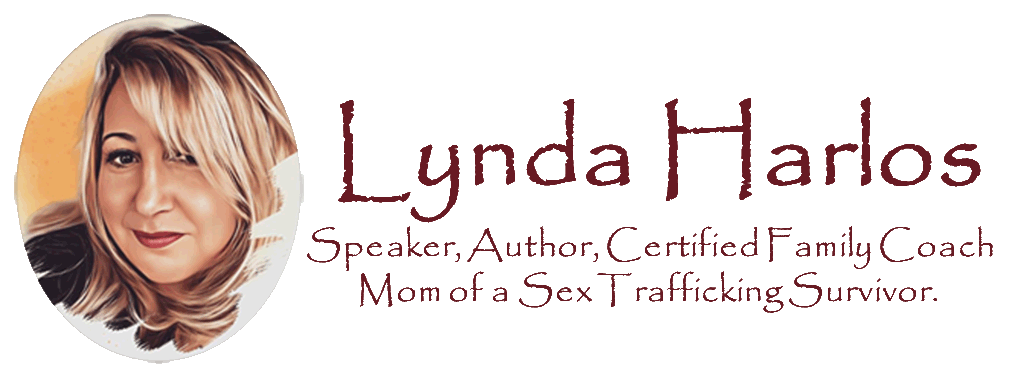 Lynda Harlos
Speaker, Author, Certified Family Coach
Mom of a Sex Trafficking Survivor.